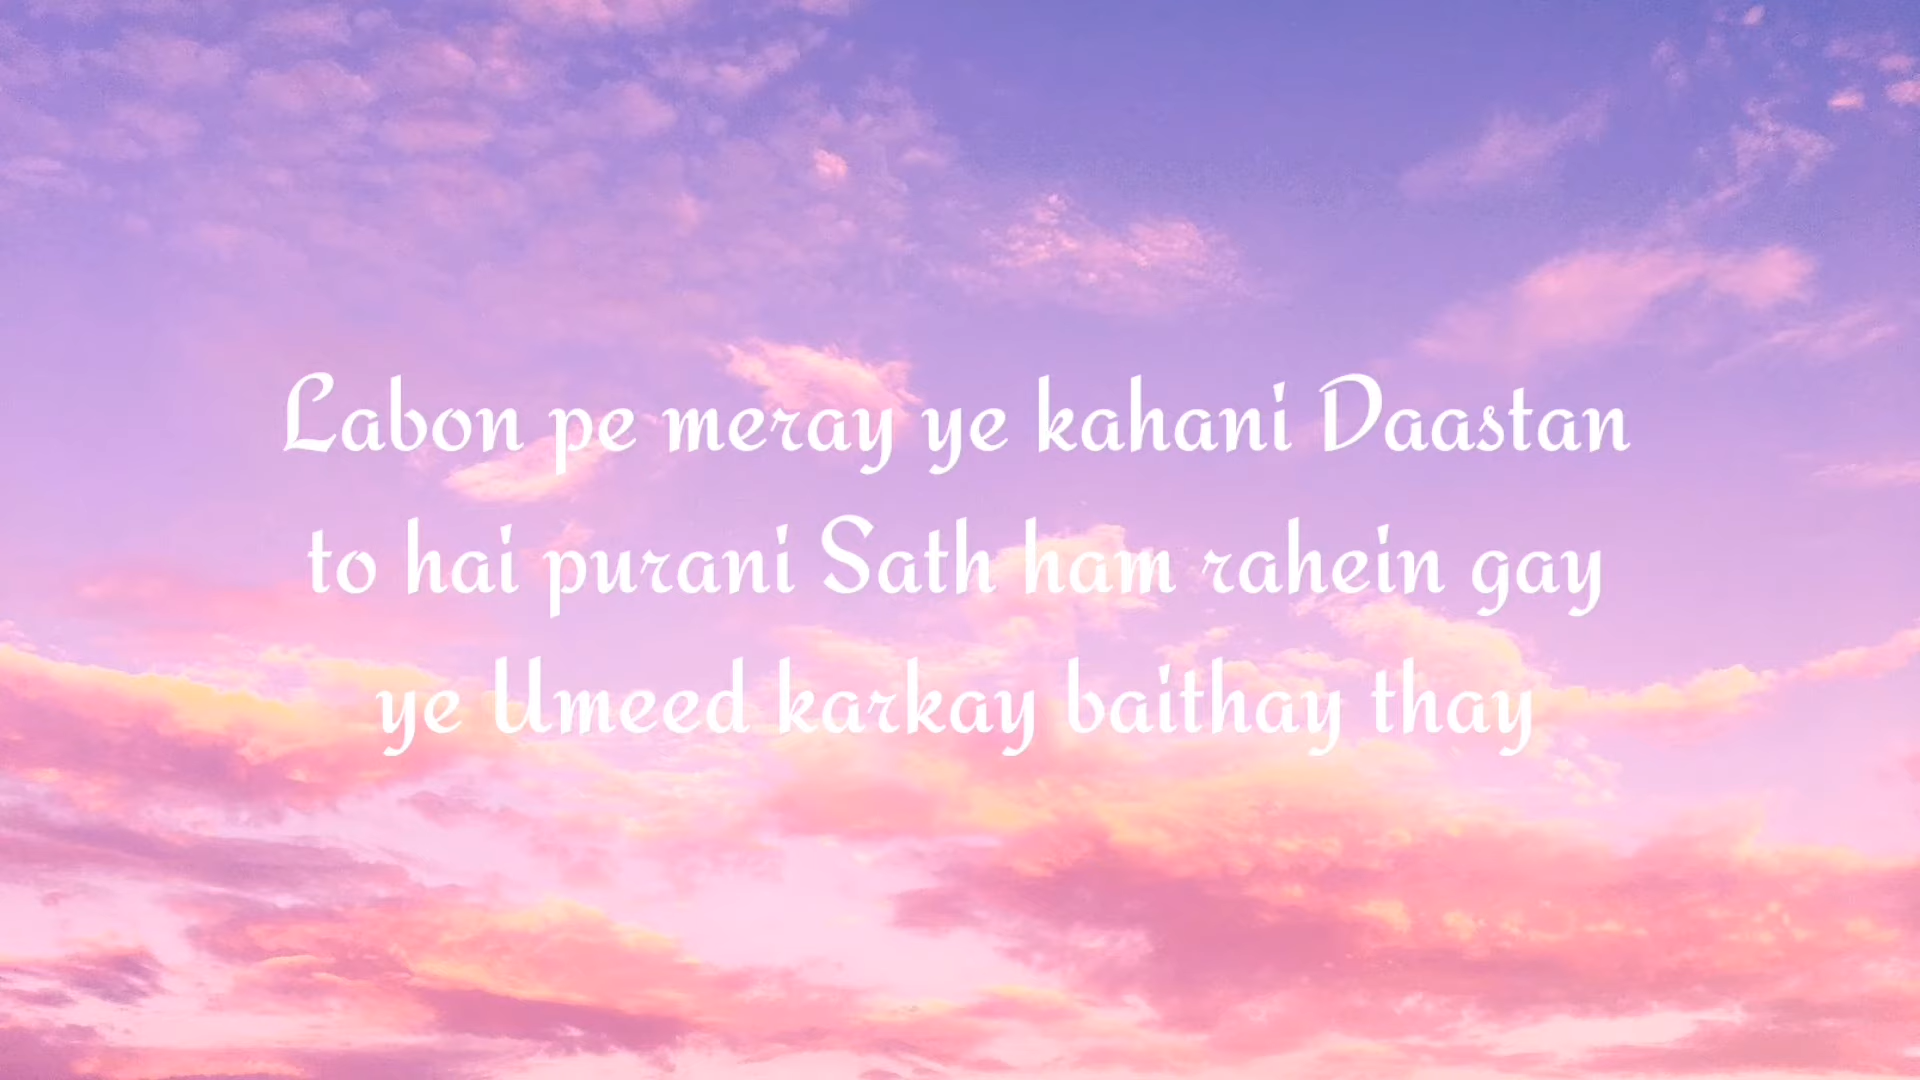 Labon pe meray ye kahani Daastan
to hai purani Sath ham rahein gay
ye Umeed karkay baithay thay